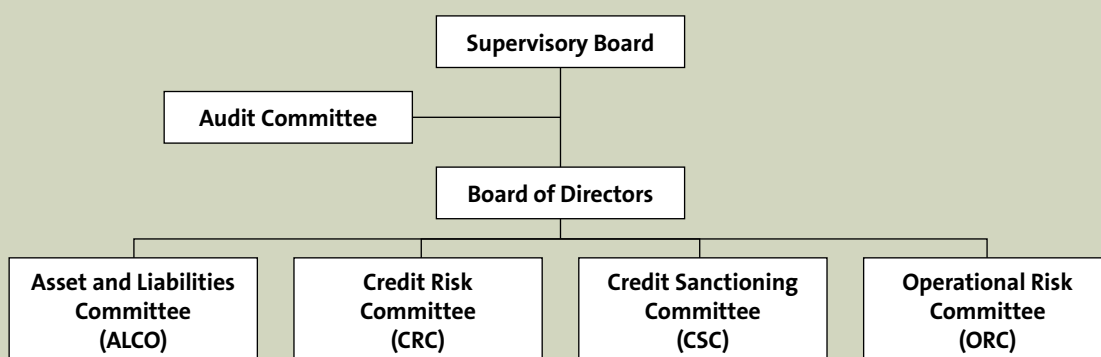 Supervisory Board
Audit Committee
Board of Directors
Asset and Liabilities
Committee
(ALCO)
Credit Risk
Committee
(CRC)
Credit Sanctioning
Committee
(CSC)
Operational Risk
Committee
(ORC)